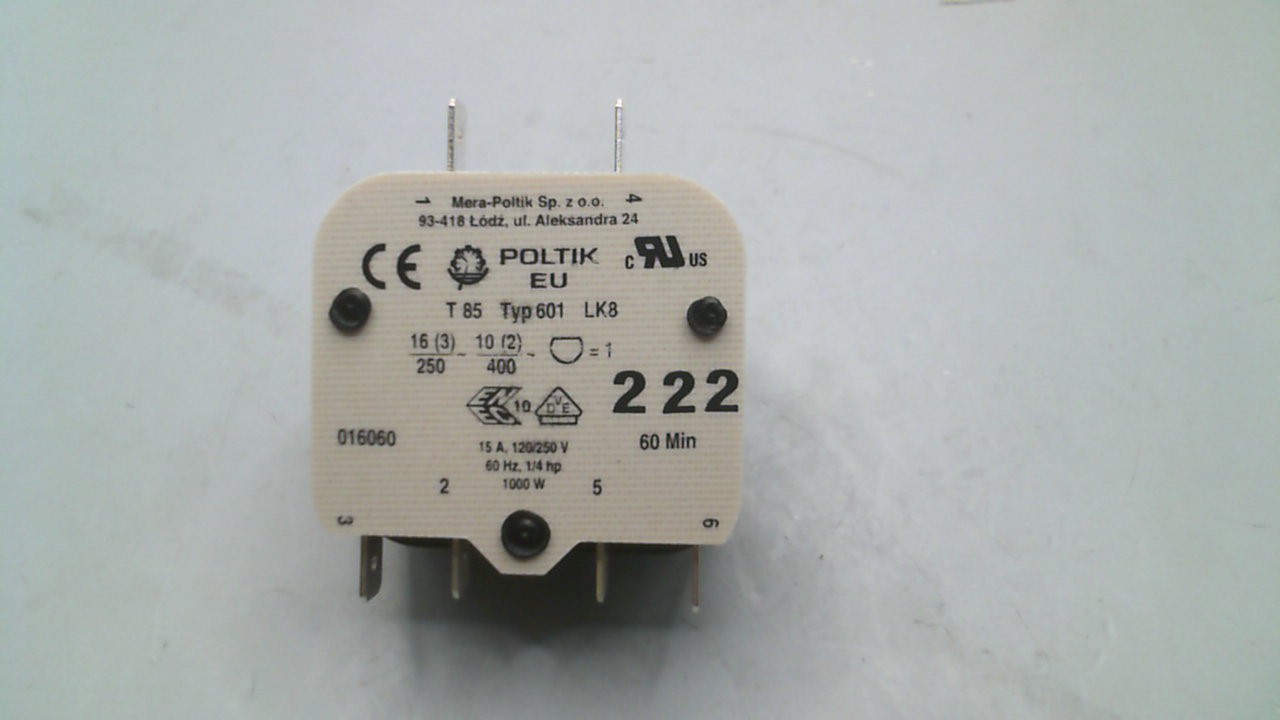 1 Mera-Poltik Sp. z o.o. 4
93-418 Łódź, ul. Aleksandra 24
CE POLTIK EU c RU US
T 85 Typ 601 LK8
16 (3)/250 ~ 10 (2)/400 ~ = 1
222
10 DVE
016060 60 Min
15 A, 120/250 V
60 Hz, 1/4 hp
1000 W
2 5
3 6